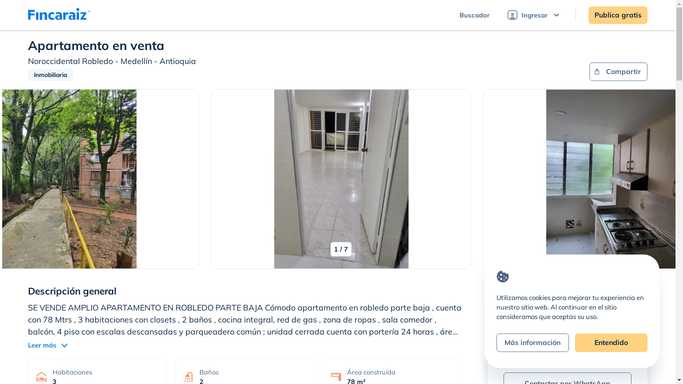 Fincaraiz
Buscador
Ingresar
Publica gratis
Apartamento en venta
Noroccidental Robledo - Medellín - Antioquia
Inmobiliaria
Compartir
1 / 7
Descripción general
SE VENDE AMPLIO APARTAMENTO EN ROBLEDO PARTE BAJA Cómodo apartamento en robledo parte baja , cuenta
con 78 Mtrs , 3 habitaciones con closets , 2 baños , cocina integral, red de gas , zona de ropas , sala comedor ,
balcón, 4 piso con escalas descansadas y parqueadero común ; unidad cerrada cuenta con portería 24 horas , áre...
Leer más
Habitaciones
3
Baños
2
Área construida
78 m²
Utilizamos cookies para mejorar tu experiencia en
nuestro sitio web. Al continuar en el sitio
consideramos que aceptas su uso.
Más información
Entendido
Contactar por WhatsApp